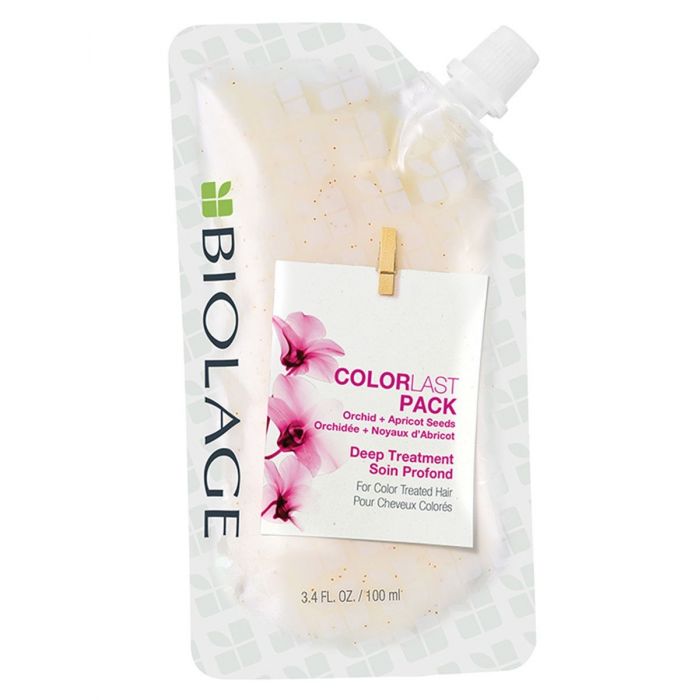 BIOLAGE
COLORLAST
PACK
Orchid + Apricot Seeds
Orchidée + Noyaux d'Abricot
Deep Treatment
Soin Profond
For Color Treated Hair
Pour Cheveux Colorés
3.4 FL. OZ. / 100 ml